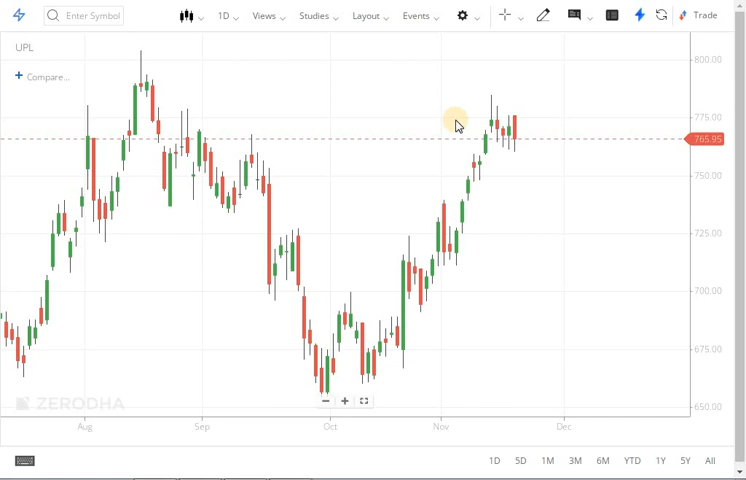 Enter Symbol 1D Views Studies Layout Events Trade
UPL
+ Compare...
800.00
775.00
765.95
750.00
725.00
700.00
675.00
650.00
ZERODHA
Aug Sep Oct Nov Dec
1D 5D 1M 3M 6M YTD 1Y 5Y All